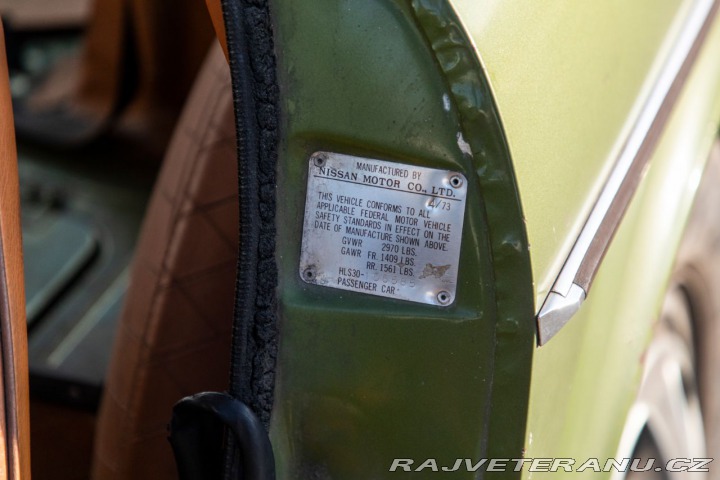 MANUFACTURED BY
NISSAN MOTOR CO., LTD.
4/73
THIS VEHICLE CONFORMS TO ALL
APPLICABLE FEDERAL MOTOR VEHICLE
SAFETY STANDARDS IN EFFECT ON THE
DATE OF MANUFACTURE SHOWN ABOVE.
GVWR 2970 LBS.
GAWR FR. 1409 LBS.
RR. 1561 LBS.
HLS30-
PASSENGER CAR
RAJVETERANU.CZ